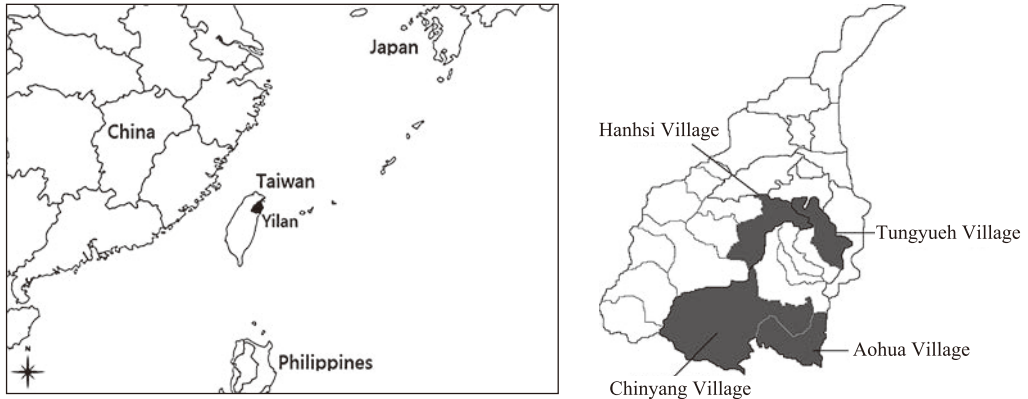 Japan
China
Taiwan
Yilan
Philippines
N
Hanhsi Village
Tungyueh Village
Aohua Village
Chinyang Village